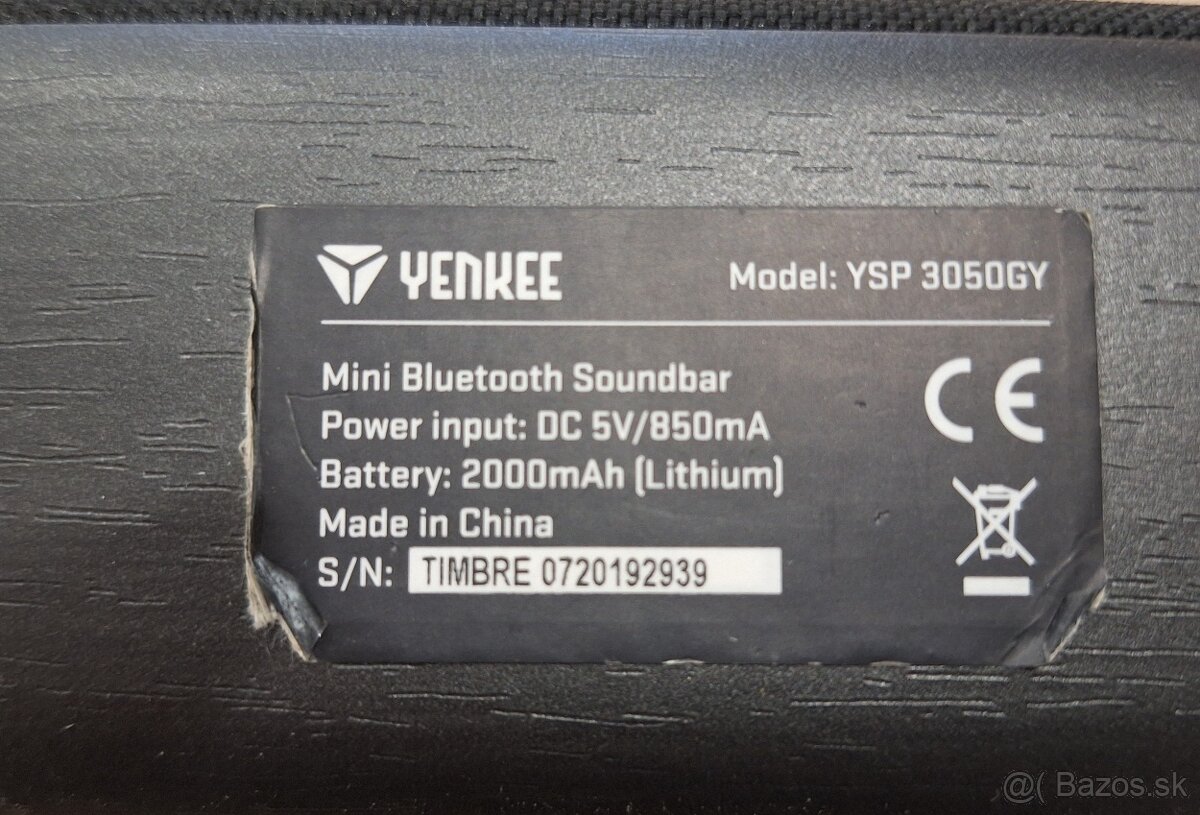 YENKEE
Model: YSP 3050GY
Mini Bluetooth Soundbar
Power input: DC 5V/850mA
Battery: 2000mAh (Lithium)
Made in China
S/N: TIMBRE 0720192939
CE
@( Bazos.sk